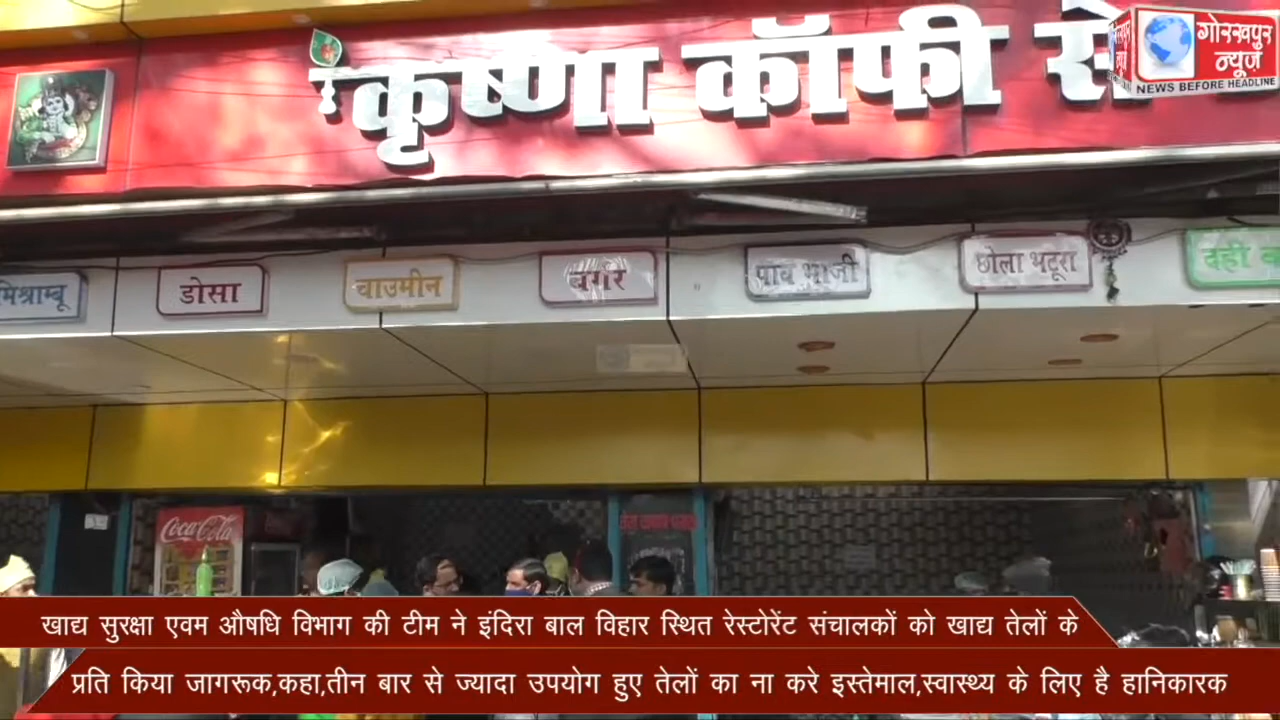 कृष्णा कॉफी
गोरखपुर
न्यूज़
NEWS BEFORE HEADLINE
मिश्राम्बू
डोसा
चाउमीन
बर्गर
पाव भाजी
छोला भटूरा
दही
Coca-Cola
खाद्य सुरक्षा एवम औषधि विभाग की टीम ने इंदिरा बाल विहार स्थित रेस्टोरेंट संचालकों को खाद्य तेलों के
प्रति किया जागरूक,कहा,तीन बार से ज्यादा उपयोग हुए तेलों का ना करे इस्तेमाल,स्वास्थ्य के लिए है हानिकारक